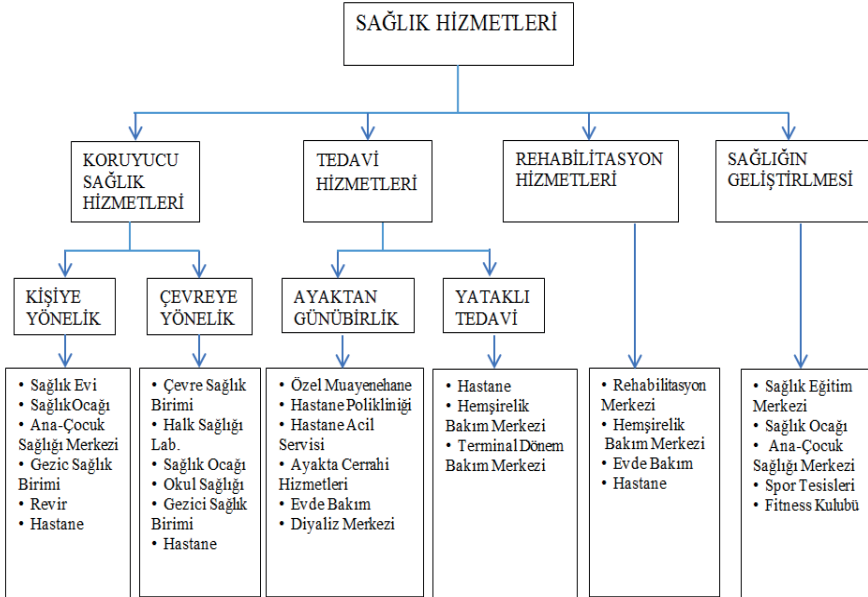 SAĞLIK HİZMETLERİ
KORUYUCU
SAĞLIK
HİZMETLERİ
TEDAVİ
HİZMETLERİ
REHABİLİTASYON
HİZMETLERİ
SAĞLIĞIN
GELİŞTİRLMESİ
KİŞİYE
YÖNELİK
ÇEVREYE
YÖNELİK
AYAKTAN
GÜNÜBİRLİK
YATAKLI
TEDAVİ
• Sağlık Evi
• SağlıkOcağı
• Ana-Çocuk
Sağlığı Merkezi
• Gezic Sağlık
Birimi
• Revir
• Hastane
• Çevre Sağlık
Birimi
• Halk Sağlığı
Lab.
• Sağlık Ocağı
• Okul Sağlığı
• Gezici Sağlık
Birimi
• Hastane
• Özel Muayenehane
• Hastane Polikliniği
• Hastane Acil
Servisi
• Ayakta Cerrahi
Hizmetleri
• Evde Bakım
• Diyaliz Merkezi
• Hastane
• Hemşirelik
Bakım Merkezi
• Terminal Dönem
Bakım Merkezi
• Rehabilitasyon
Merkezi
• Hemşirelik
Bakım Merkezi
• Evde Bakım
• Hastane
• Sağlık Eğitim
Merkezi
• Sağlık Ocağı
• Ana-Çocuk
Sağlığı Merkezi
• Spor Tesisleri
• Fitness Kulubü